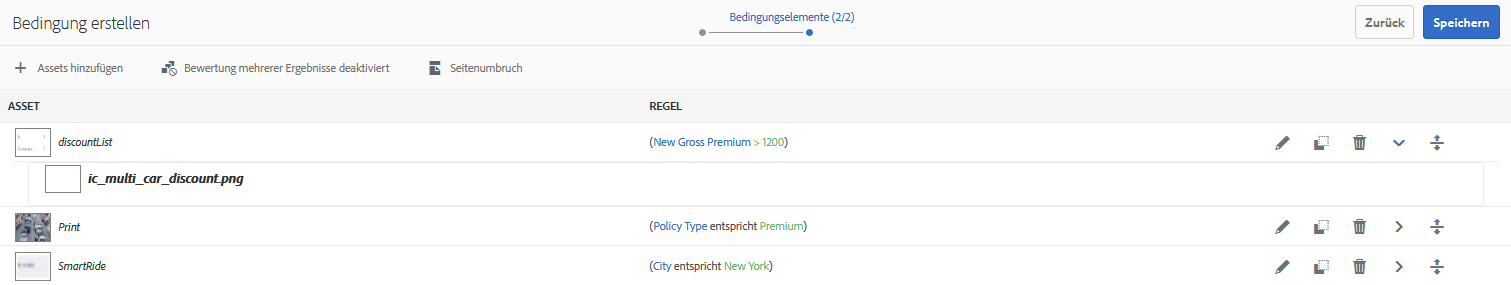 Bedingung erstellen
Bedingungselemente (2/2)
Zurück
Speichern
Assets hinzufügen
Bewertung mehrerer Ergebnisse deaktiviert
Seitenumbruch
ASSET
REGEL
discountList
(New Gross Premium > 1200)
ic_multi_car_discount.png
Print
(Policy Type entspricht Premium)
SmartRide
(City entspricht New York)